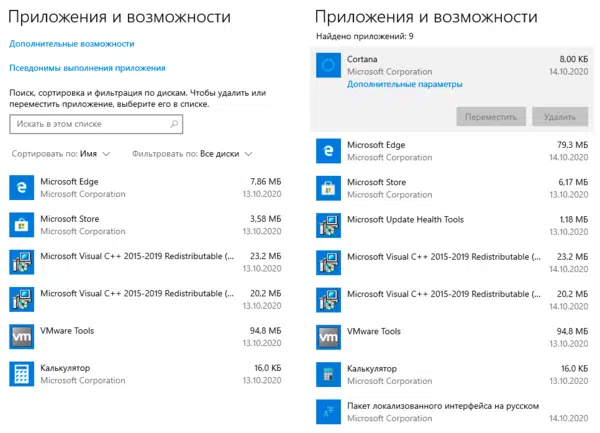 Приложения и возможности
Дополнительные возможности
Псевдонимы выполнения приложения
Поиск, сортировка и фильтрация по дискам. Чтобы удалить или
переместить приложение, выберите его в списке.
Искать в этом списке
Сортировать по: Имя
Фильтровать по: Все диски
Microsoft Edge 7,86 МБ
Microsoft Corporation 13.10.2020
Microsoft Store 3,58 МБ
Microsoft Corporation 13.10.2020
Microsoft Visual C++ 2015-2019 Redistributable (... 23,2 МБ
13.10.2020
Microsoft Visual C++ 2015-2019 Redistributable (... 20,2 МБ
13.10.2020
VMware Tools 94,8 МБ
13.10.2020
Калькулятор 16,0 КБ
Microsoft Corporation 13.10.2020
Приложения и возможности
Найдено приложений: 9
Cortana 8,00 КБ
Microsoft Corporation 14.10.2020
Дополнительные параметры
Переместить Удалить
Microsoft Edge 79,3 МБ
14.10.2020
Microsoft Store 6,17 МБ
Microsoft Corporation 13.10.2020
Microsoft Update Health Tools 1,18 МБ
13.10.2020
Microsoft Visual C++ 2015-2019 Redistributable (... 23,2 МБ
14.10.2020
Microsoft Visual C++ 2015-2019 Redistributable (... 20,2 МБ
14.10.2020
VMware Tools 94,8 МБ
13.10.2020
Калькулятор 16,0 КБ
Microsoft Corporation 14.10.2020
Пакет локализованного интерфейса на русском
Microsoft Corporation 14.10.2020